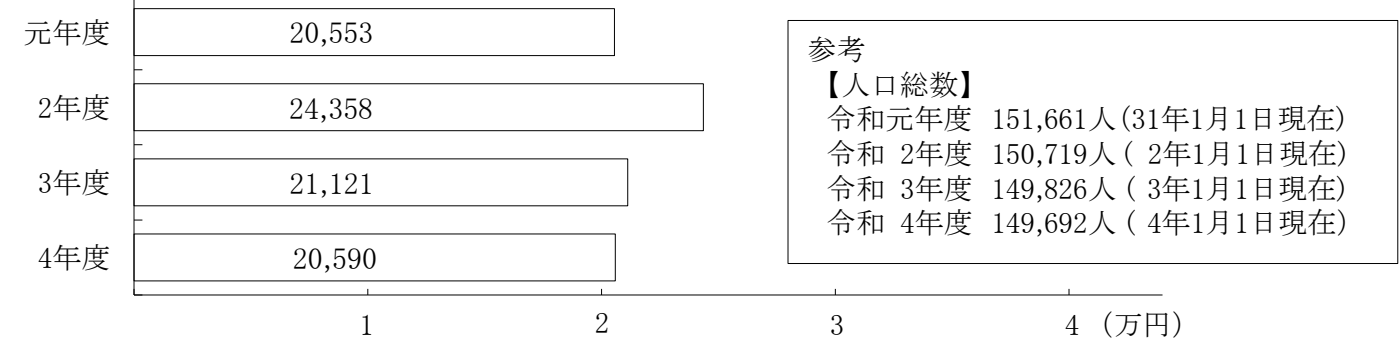 元年度 20,553
2年度 24,358
3年度 21,121
4年度 20,590
1 2 3 4 (万円)
参考
【人口総数】
令和元年度 151,661人(31年1月1日現在)
令和 2年度 150,719人( 2年1月1日現在)
令和 3年度 149,826人( 3年1月1日現在)
令和 4年度 149,692人( 4年1月1日現在)